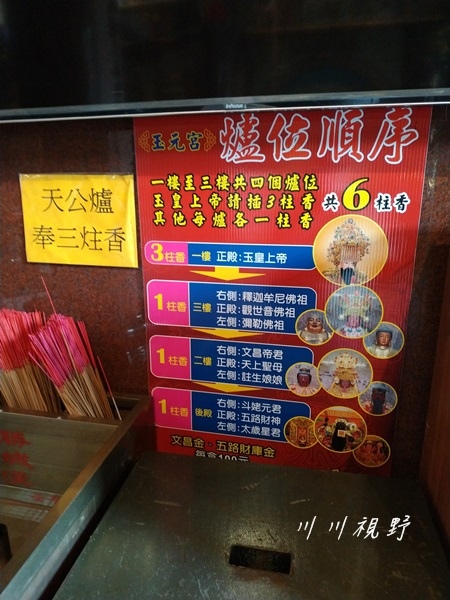 玉元宮
爐位順序
一樓至三樓共四個爐位
玉皇上帝請插3柱香
其他每爐各一柱香
共6柱香
天公爐
奉三炷香
3柱香 一樓 正殿:玉皇上帝
1柱香 三樓
右側:釋迦牟尼佛祖
正殿:觀世音佛祖
左側:彌勒佛祖
1柱香 二樓
右側:文昌帝君
正殿:天上聖母
左側:註生娘娘
1柱香 後殿
右側:斗姥元君
正殿:五路財神
左側:太歲星君
文昌金·五路財庫金
每盒100元
川川視野